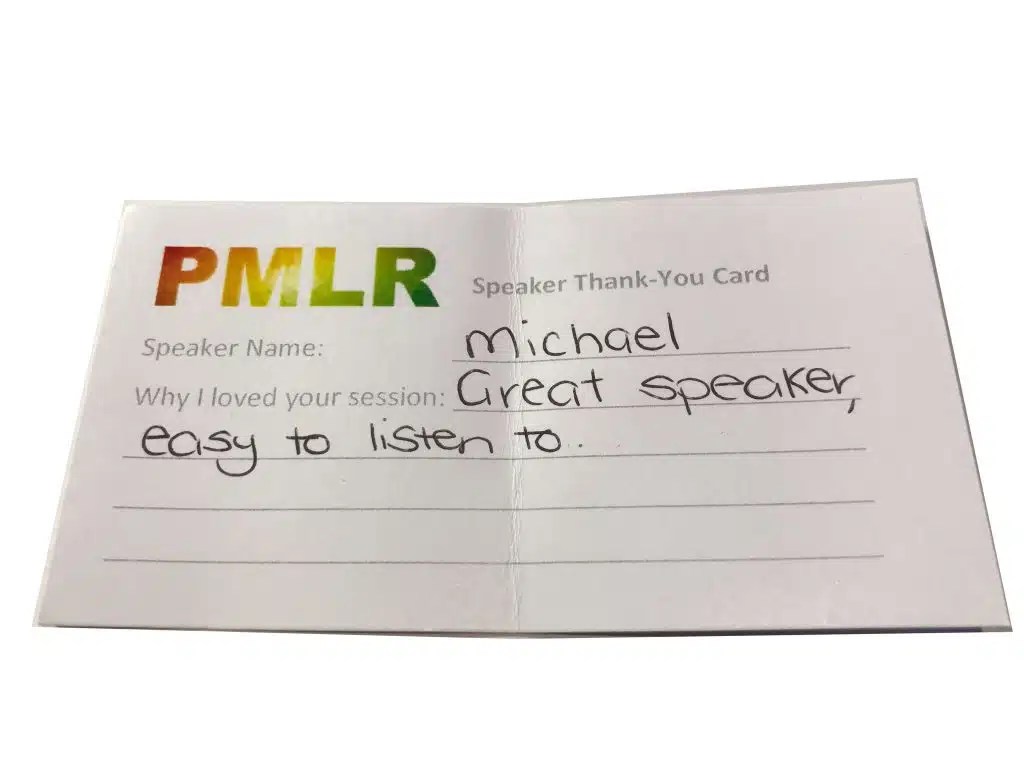 PMLR Speaker Thank-You Card
Speaker Name: Michael
Why I loved your session: Great speaker,
easy to listen to.